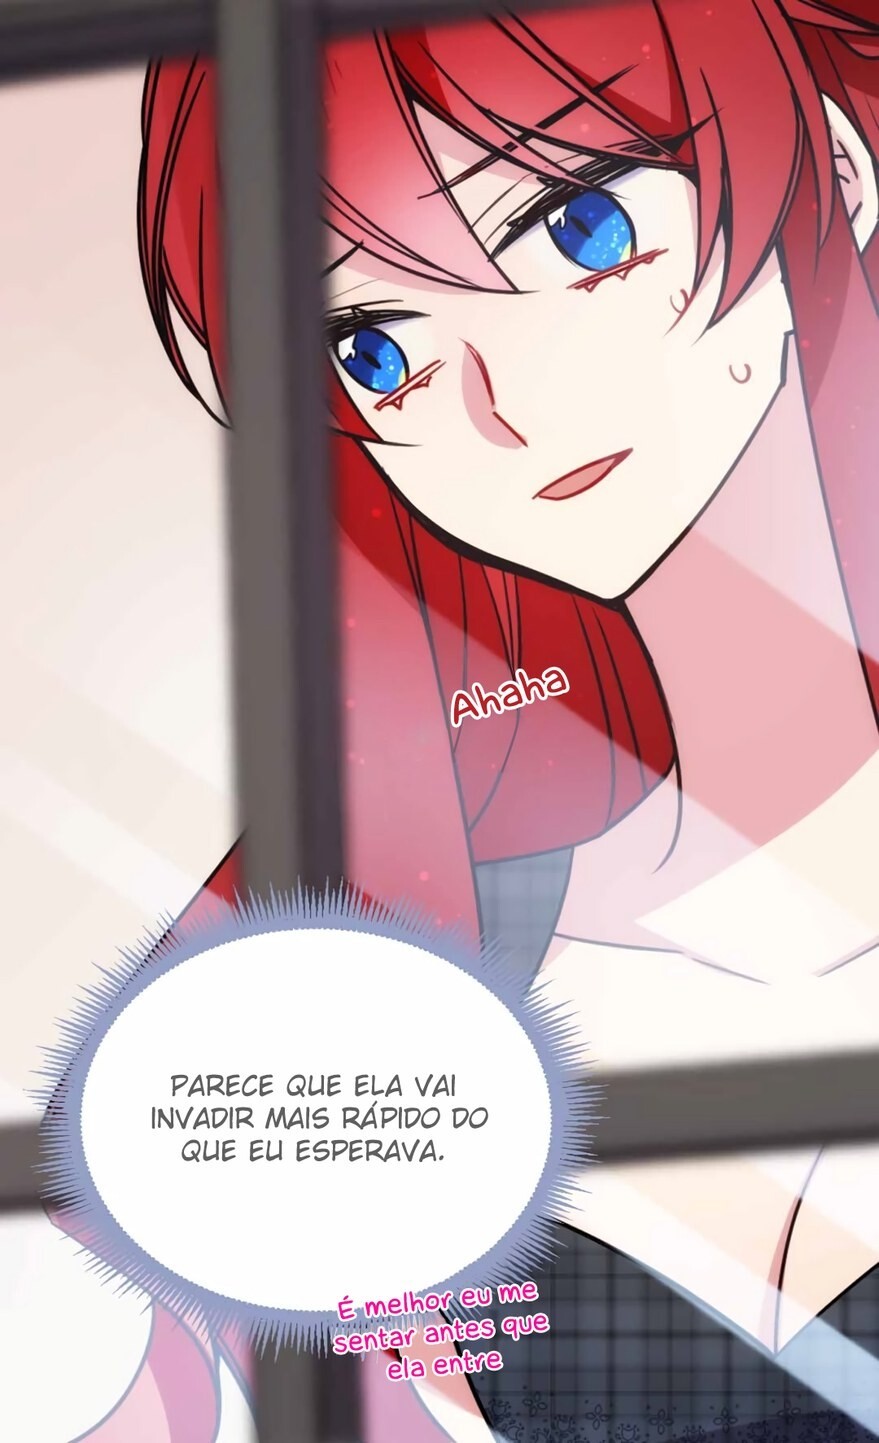 Ahaha
PARECE QUE ELA VAI
INVADIR MAIS RÁPIDO DO
QUE EU ESPERAVA.
É melhor eu me
sentar antes que
ela entre